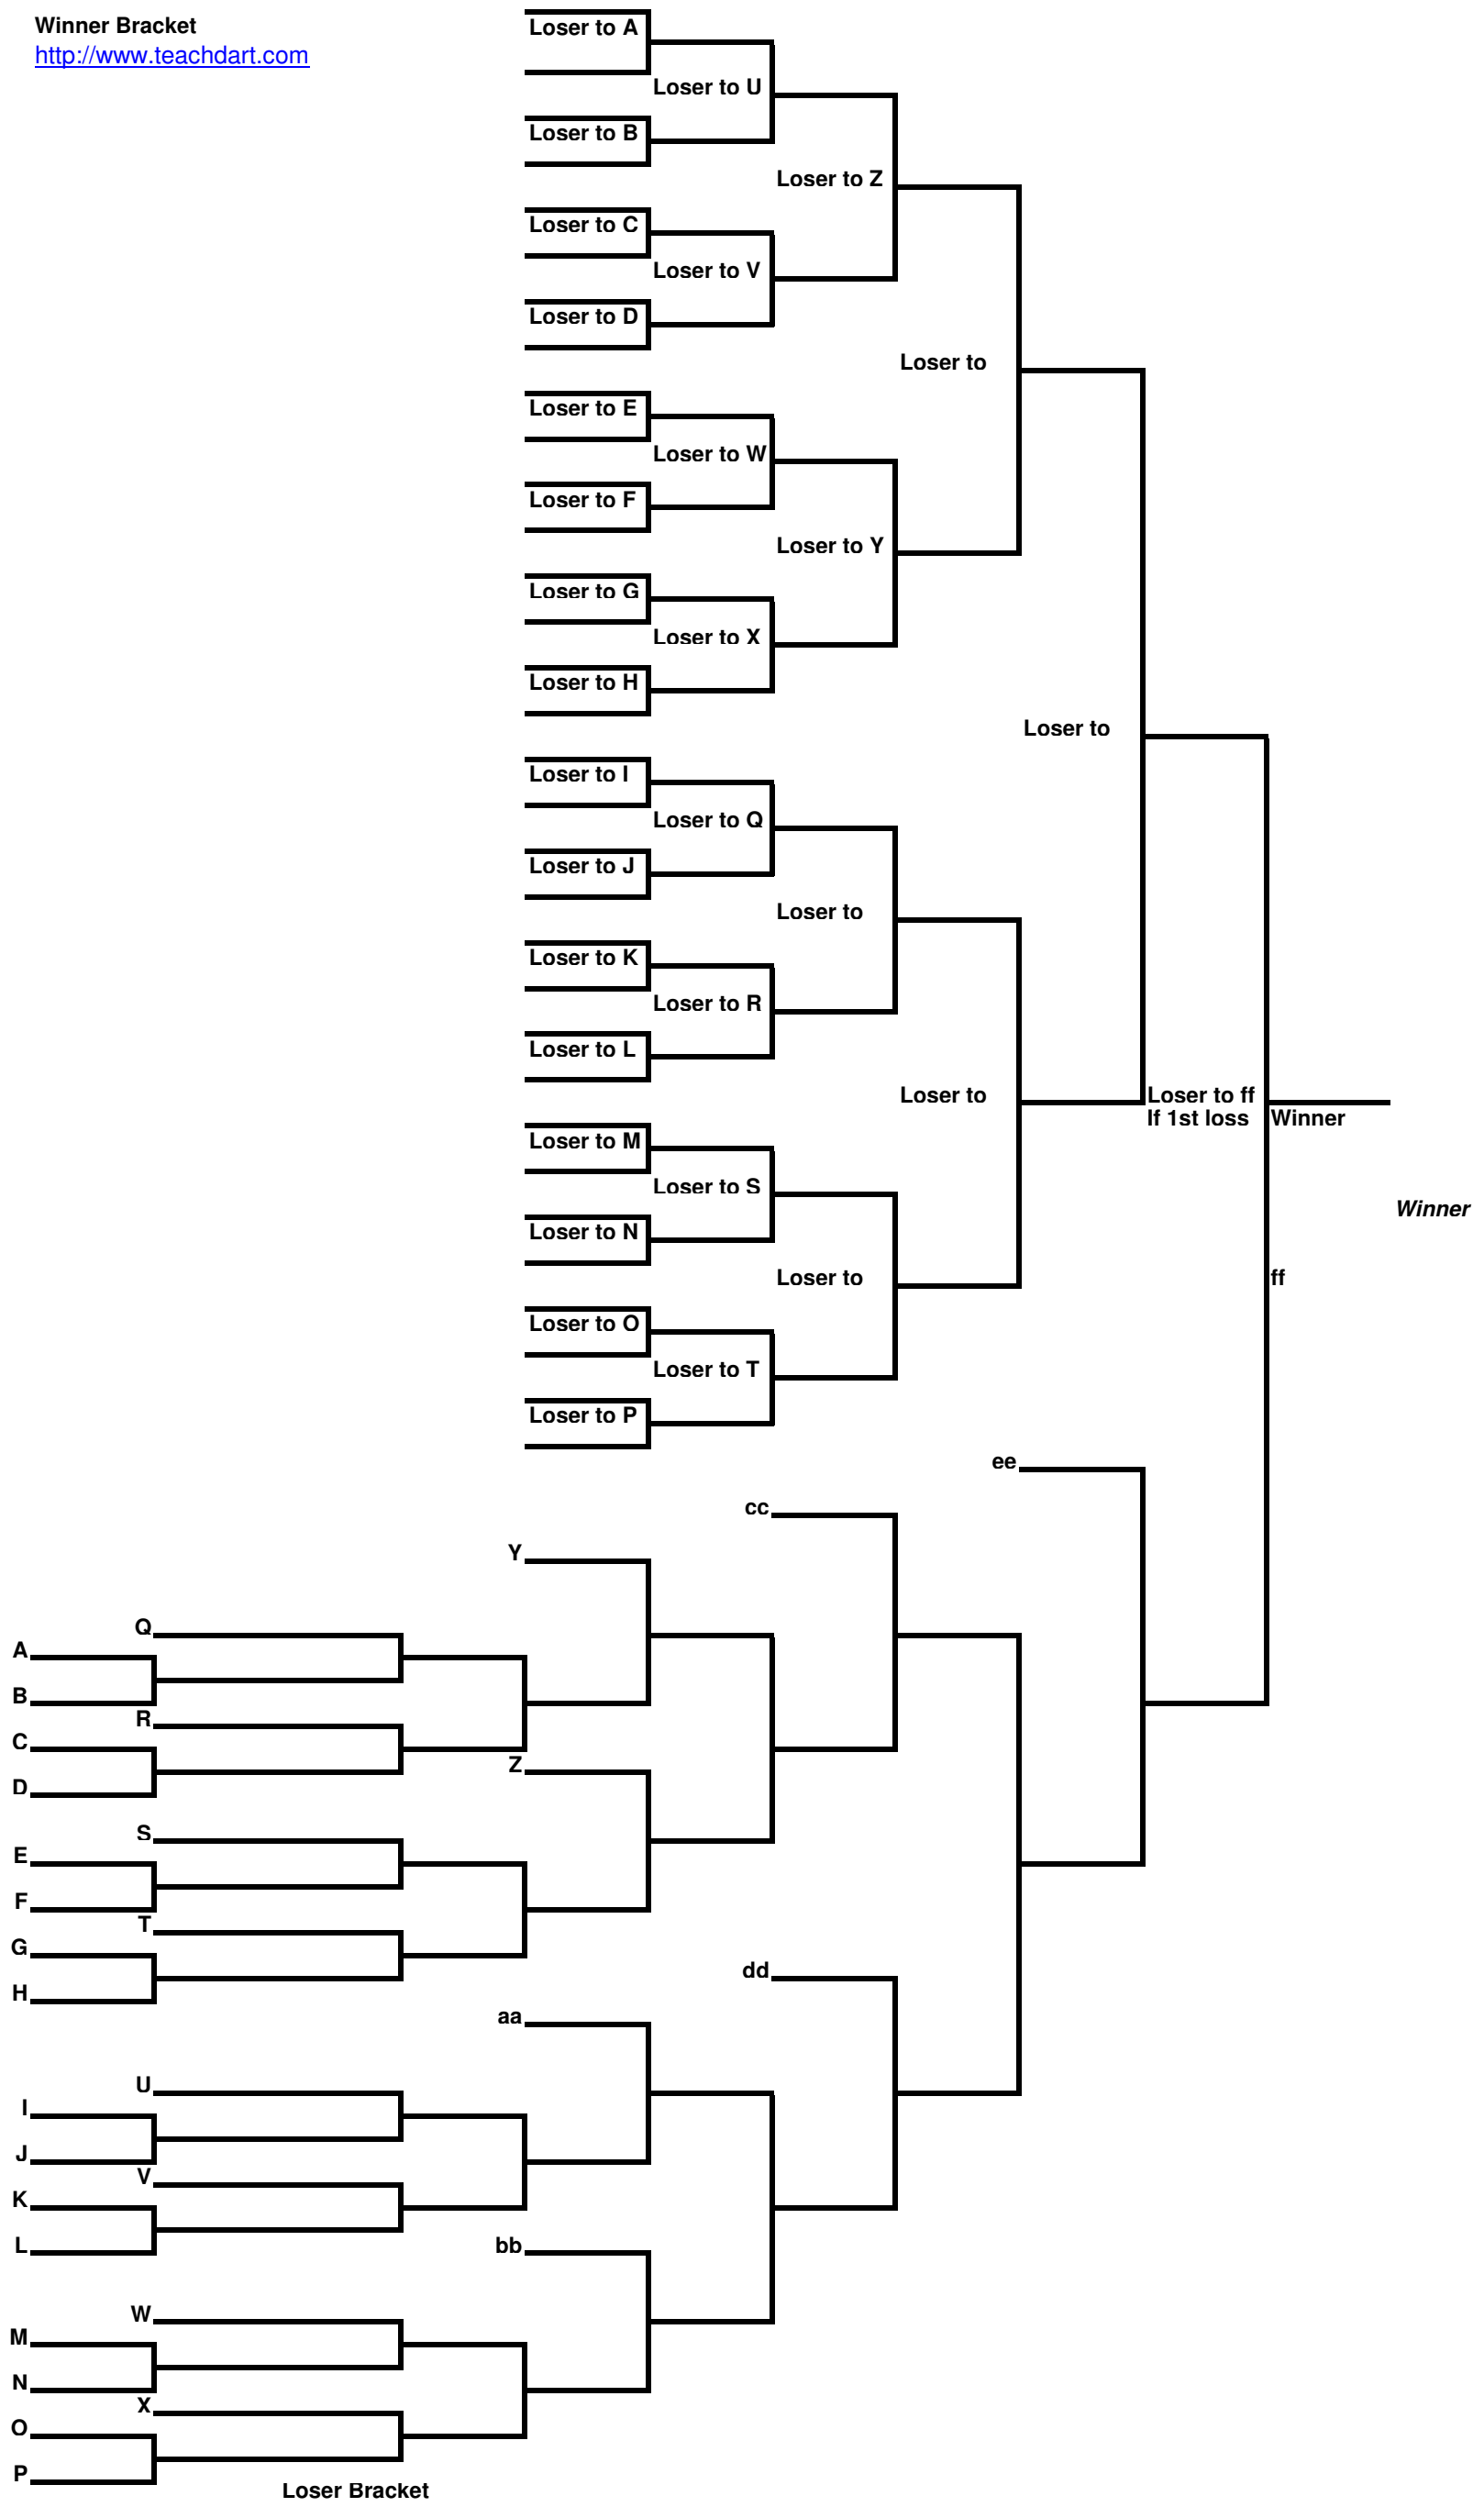 Winner Bracket
http://www.teachdart.com
Loser to A
Loser to U
Loser to B
Loser to Z
Loser to C
Loser to V
Loser to D
Loser to
Loser to E
Loser to W
Loser to F
Loser to Y
Loser to G
Loser to X
Loser to H
Loser to
Loser to I
Loser to Q
Loser to J
Loser to
Loser to K
Loser to R
Loser to L
Loser to
Loser to ff
If 1st loss
Winner
Loser to M
Loser to S
Winner
Loser to N
Loser to
ff
Loser to O
Loser to T
Loser to P
ee
cc
Y
Q
A
B
R
C
Z
D
S
E
F
T
G
dd
H
aa
U
I
J
V
K
L
bb
W
M
N
X
O
P
Loser Bracket